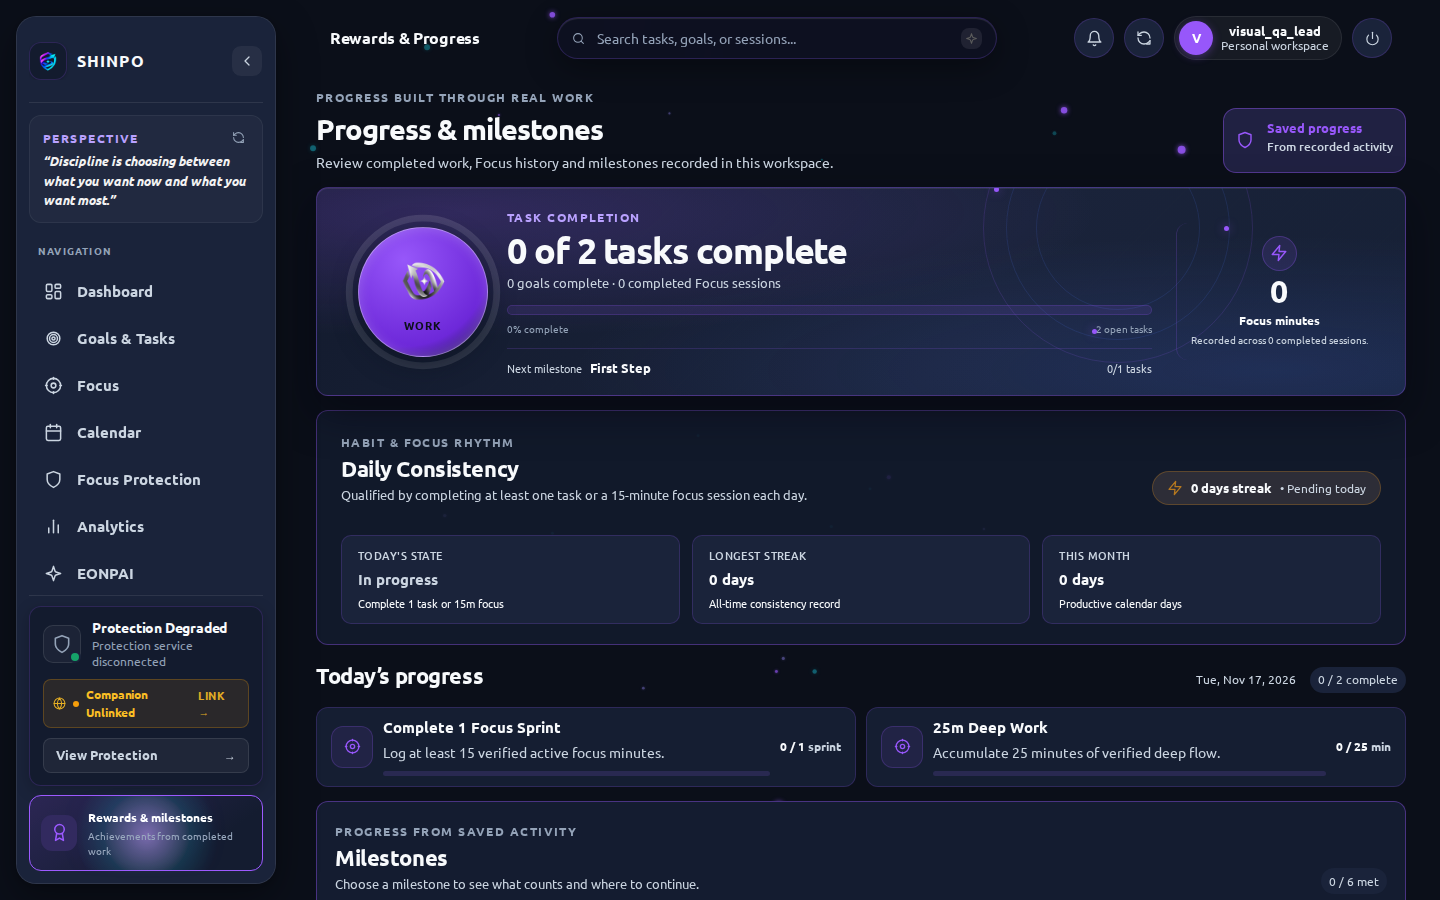 SHINPO
PERSPECTIVE
“Discipline is choosing between
what you want now and what you
want most.”
NAVIGATION
Dashboard
Goals & Tasks
Focus
Calendar
Focus Protection
Analytics
EONPAI
Protection Degraded
Protection service
disconnected
Companion
Unlinked
LINK
→
View Protection →
Rewards & milestones
Achievements from completed
work
Rewards & Progress
Search tasks, goals, or sessions...
V
visual_qa_lead
Personal workspace
PROGRESS BUILT THROUGH REAL WORK
Progress & milestones
Review completed work, Focus history and milestones recorded in this workspace.
Saved progress
From recorded activity
WORK
TASK COMPLETION
0 of 2 tasks complete
0 goals complete · 0 completed Focus sessions
0% complete
2 open tasks
Next milestone First Step
0/1 tasks
0
Focus minutes
Recorded across 0 completed sessions.
HABIT & FOCUS RHYTHM
Daily Consistency
Qualified by completing at least one task or a 15-minute focus session each day.
0 days streak • Pending today
TODAY'S STATE
In progress
Complete 1 task or 15m focus
LONGEST STREAK
0 days
All-time consistency record
THIS MONTH
0 days
Productive calendar days
Today’s progress
Tue, Nov 17, 2026
0 / 2 complete
Complete 1 Focus Sprint
Log at least 15 verified active focus minutes.
0 / 1 sprint
25m Deep Work
Accumulate 25 minutes of verified deep flow.
0 / 25 min
PROGRESS FROM SAVED ACTIVITY
Milestones
Choose a milestone to see what counts and where to continue.
0 / 6 met